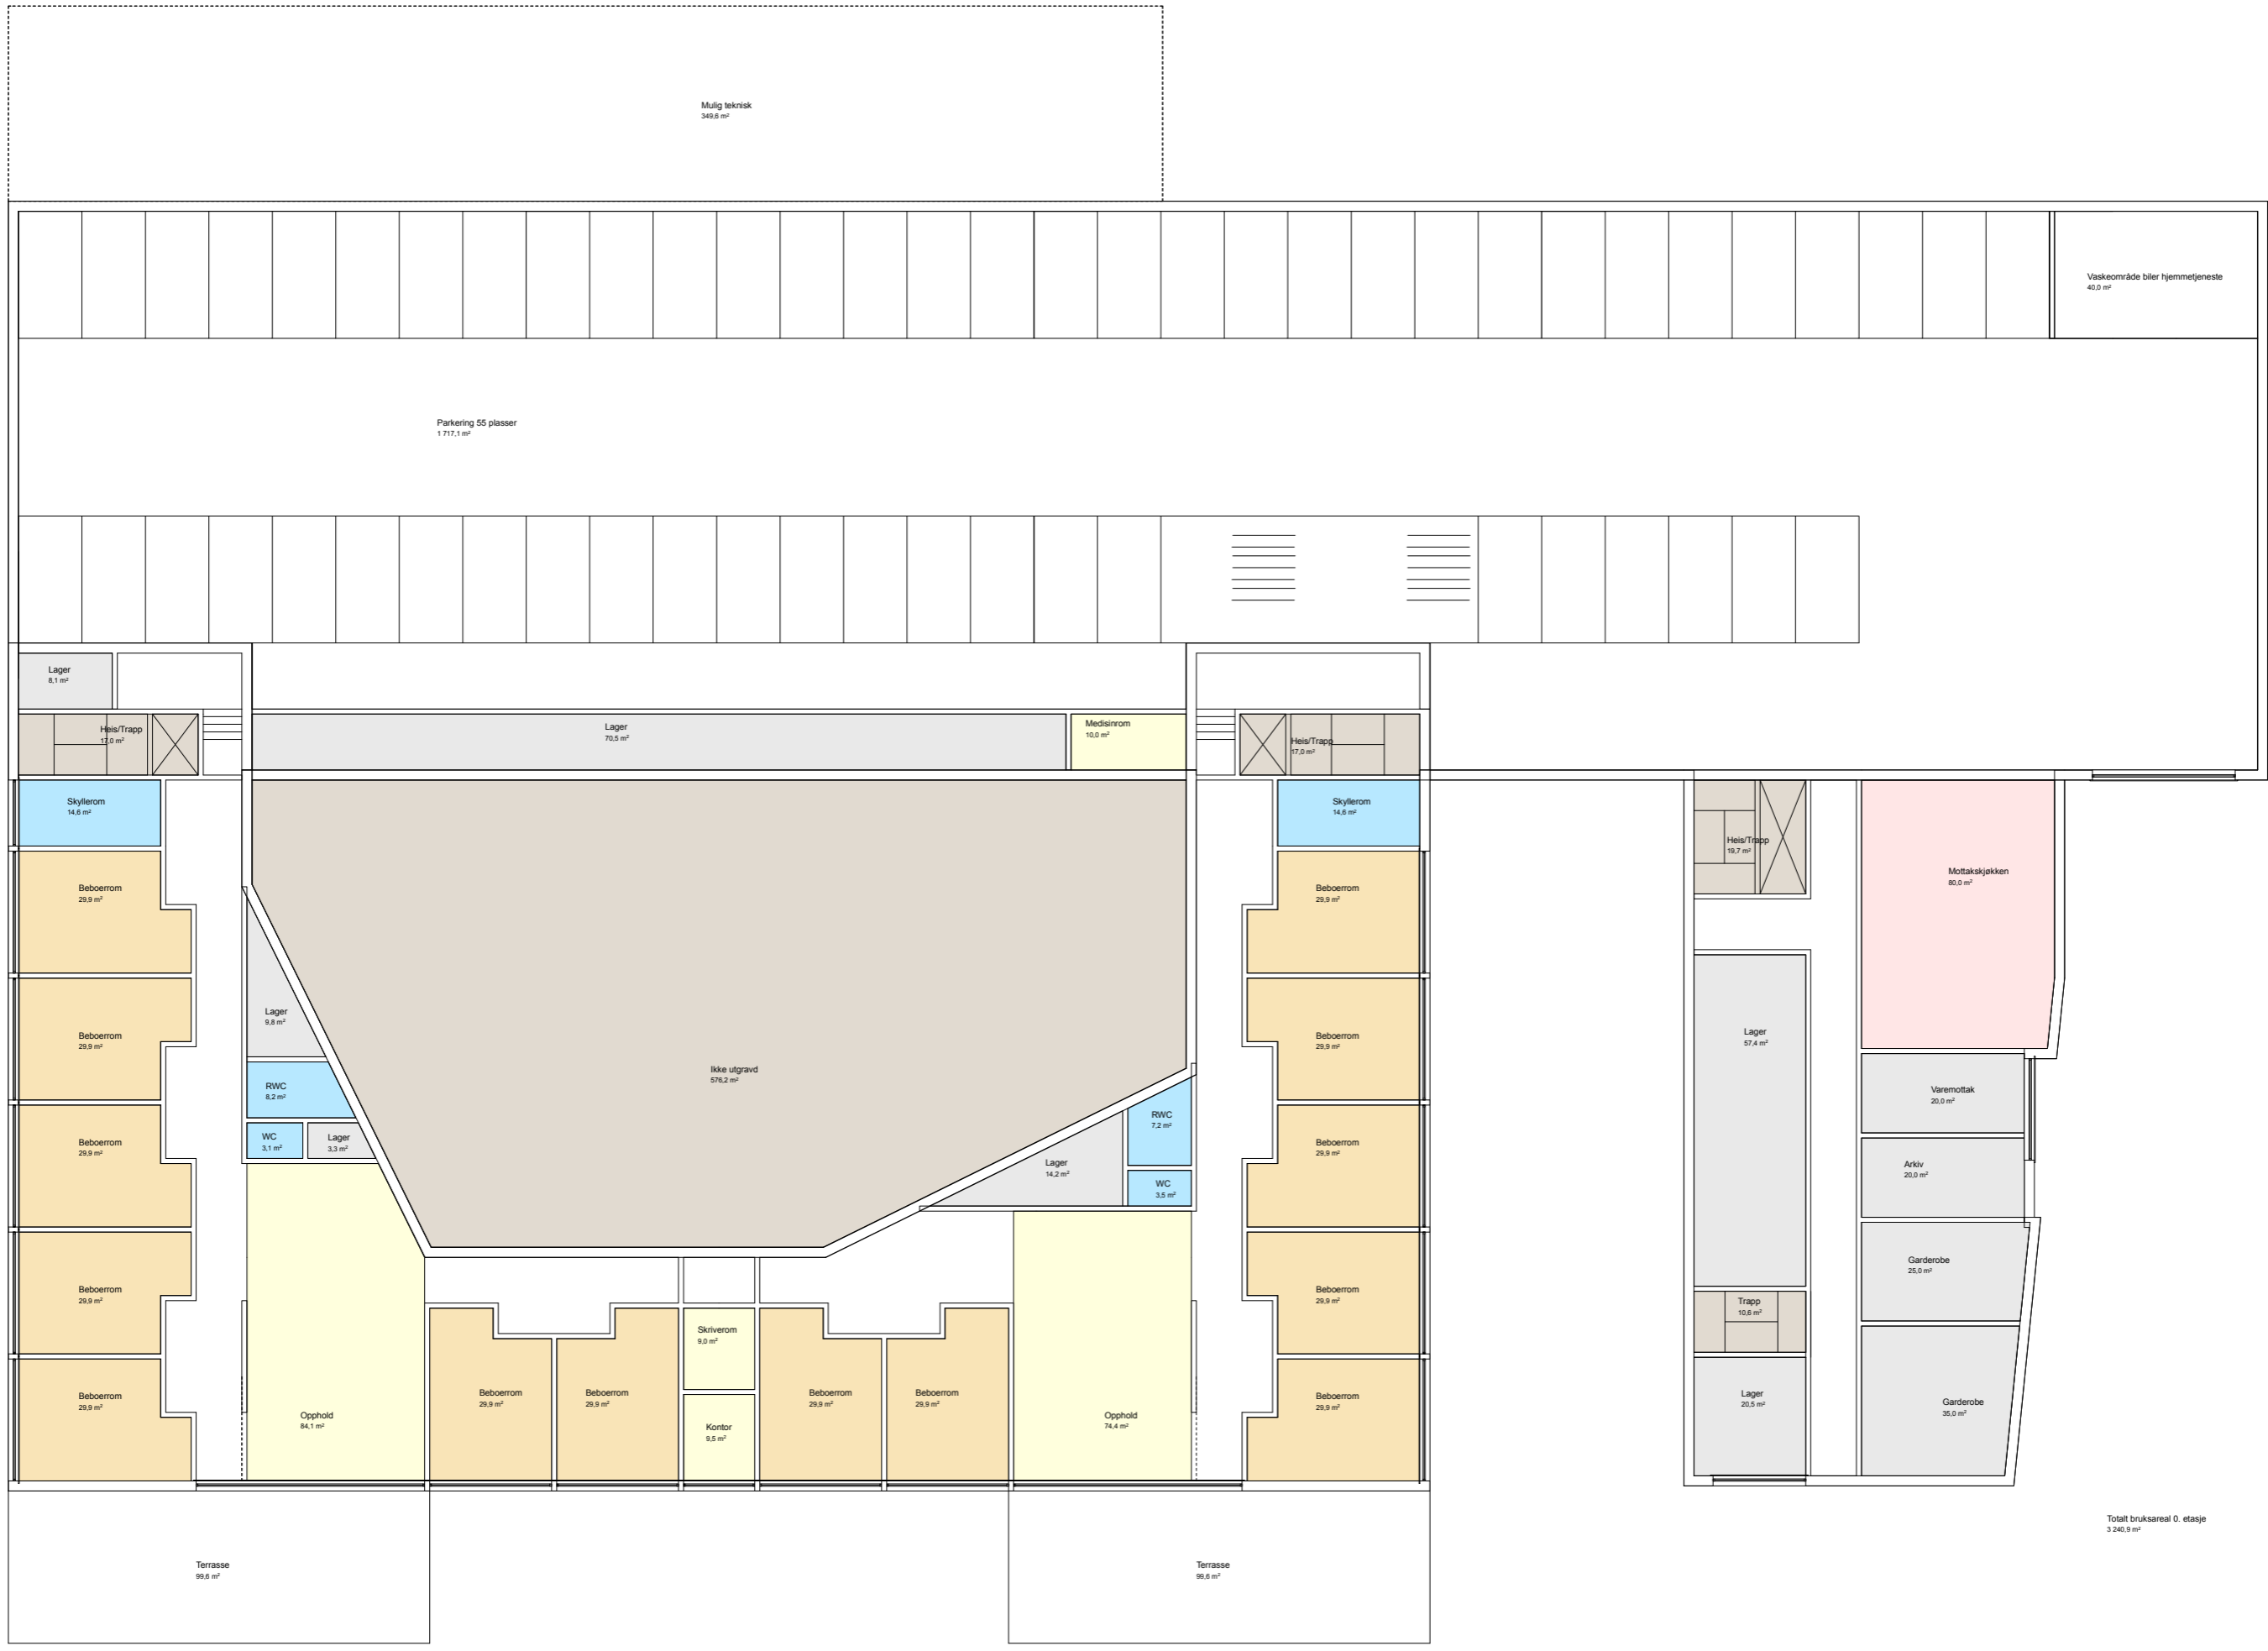 Mulig teknisk
349,6 m²
Vaskeområde biler hjemmetjeneste
40,0 m²
Parkering 55 plasser
1 717,1 m²
Lager
8,1 m²
Heis/Trapp
17,0 m²
Lager
70,5 m²
Medisinrom
10,0 m²
Heis/Trapp
17,0 m²
Skyllerom
14,6 m²
Skyllerom
14,6 m²
Heis/Trapp
19,7 m²
Mottakskjøkken
80,0 m²
Beboerrom
29,9 m²
Beboerrom
29,9 m²
Lager
9,8 m²
Beboerrom
29,9 m²
Beboerrom
29,9 m²
Lager
57,4 m²
Ikke utgravd
576,2 m²
RWC
8,2 m²
Varemottak
20,0 m²
RWC
7,2 m²
WC
3,1 m²
Lager
3,3 m²
Beboerrom
29,9 m²
Beboerrom
29,9 m²
Lager
14,2 m²
WC
3,5 m²
Arkiv
20,0 m²
Garderobe
25,0 m²
Beboerrom
29,9 m²
Beboerrom
29,9 m²
Trapp
10,6 m²
Skriverom
9,0 m²
Beboerrom
29,9 m²
Beboerrom
29,9 m²
Beboerrom
29,9 m²
Beboerrom
29,9 m²
Beboerrom
29,9 m²
Beboerrom
29,9 m²
Lager
20,5 m²
Garderobe
35,0 m²
Opphold
84,1 m²
Kontor
9,5 m²
Opphold
74,4 m²
Totalt bruksareal 0. etasje
3 240,9 m²
Terrasse
99,6 m²
Terrasse
99,6 m²